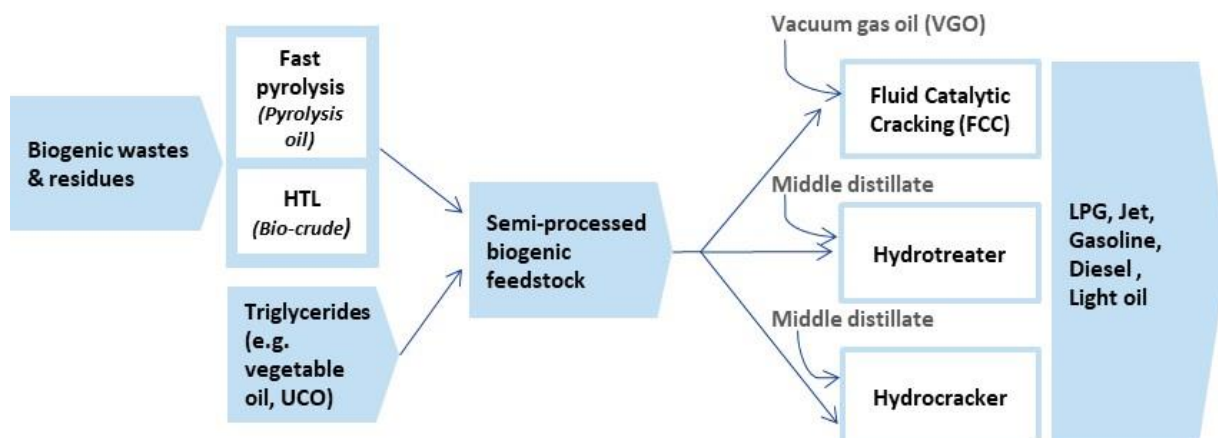 Biogenic wastes
& residues
Fast
pyrolysis
(Pyrolysis
oil)
HTL
(Bio-crude)
Triglycerides
(e.g.
vegetable
oil, UCO)
Semi-processed
biogenic
feedstock
Vacuum gas oil (VGO)
Fluid Catalytic
Cracking (FCC)
Middle distillate
Hydrotreater
Middle distillate
Hydrocracker
LPG, Jet,
Gasoline,
Diesel ,
Light oil